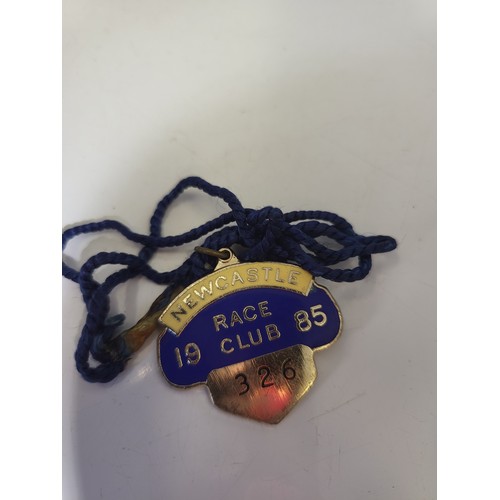 NEWCASTLE
RACE
19 CLUB 85
326